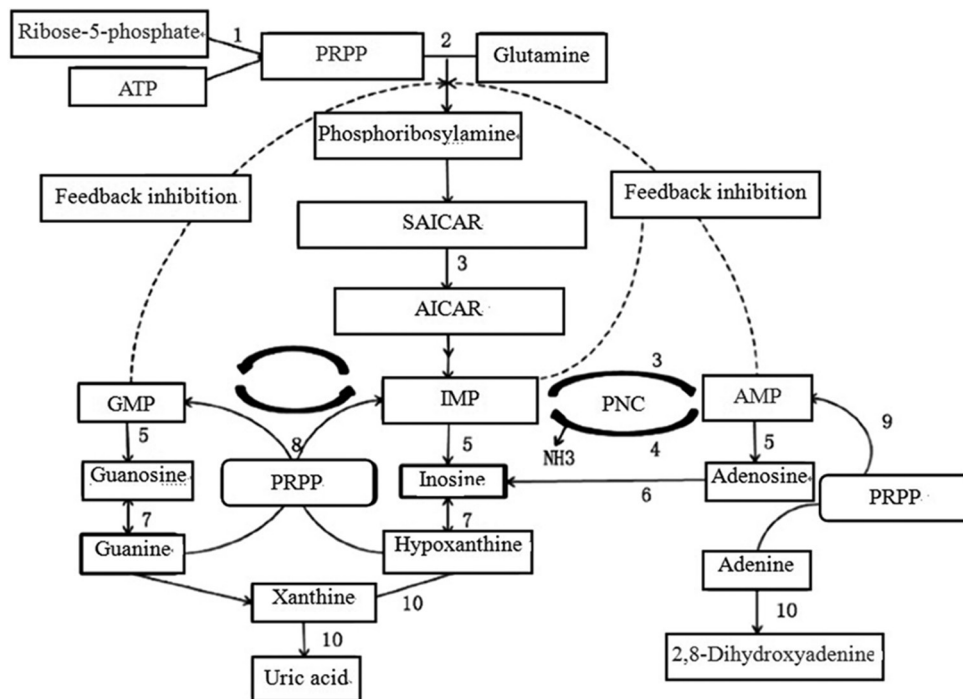 Ribose-5-phosphate
1
PRPP
2
Glutamine
ATP
Phosphoribosylamine
Feedback inhibition
Feedback inhibition
SAICAR
3
AICAR
3
GMP
IMP
PNC
AMP
9
5
8
5
NH3
4
5
Guanosine
PRPP
Inosine
6
Adenosine
PRPP
7
7
Guanine
Hypoxanthine
Adenine
Xanthine
10
10
10
2,8-Dihydroxyadenine
Uric acid